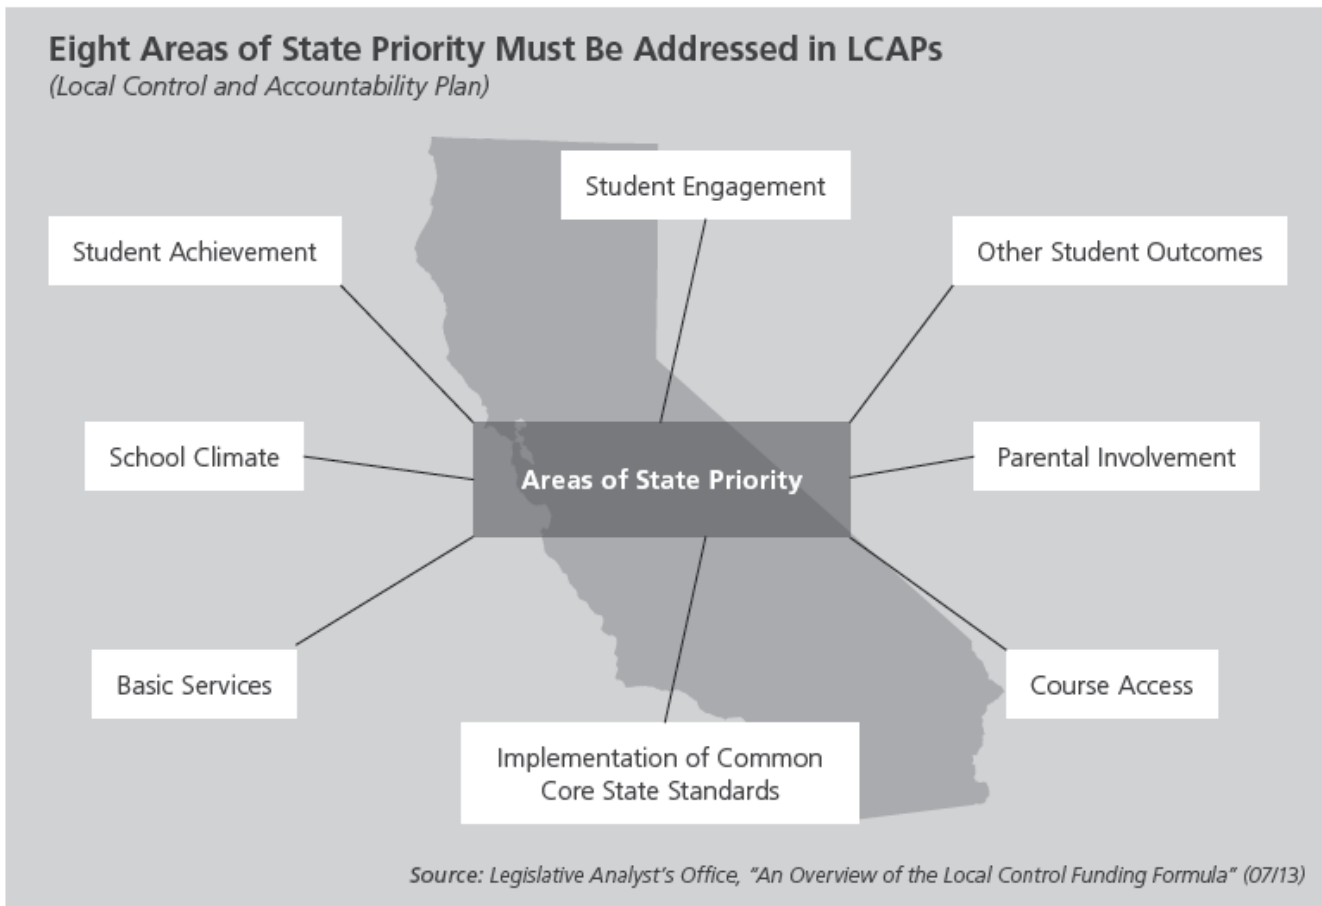 Eight Areas of State Priority Must Be Addressed in LCAPs
(Local Control and Accountability Plan)
Student Engagement
Student Achievement
Other Student Outcomes
School Climate
Areas of State Priority
Parental Involvement
Basic Services
Course Access
Implementation of Common
Core State Standards
Source: Legislative Analyst's Office, "An Overview of the Local Control Funding Formula" (07/13)